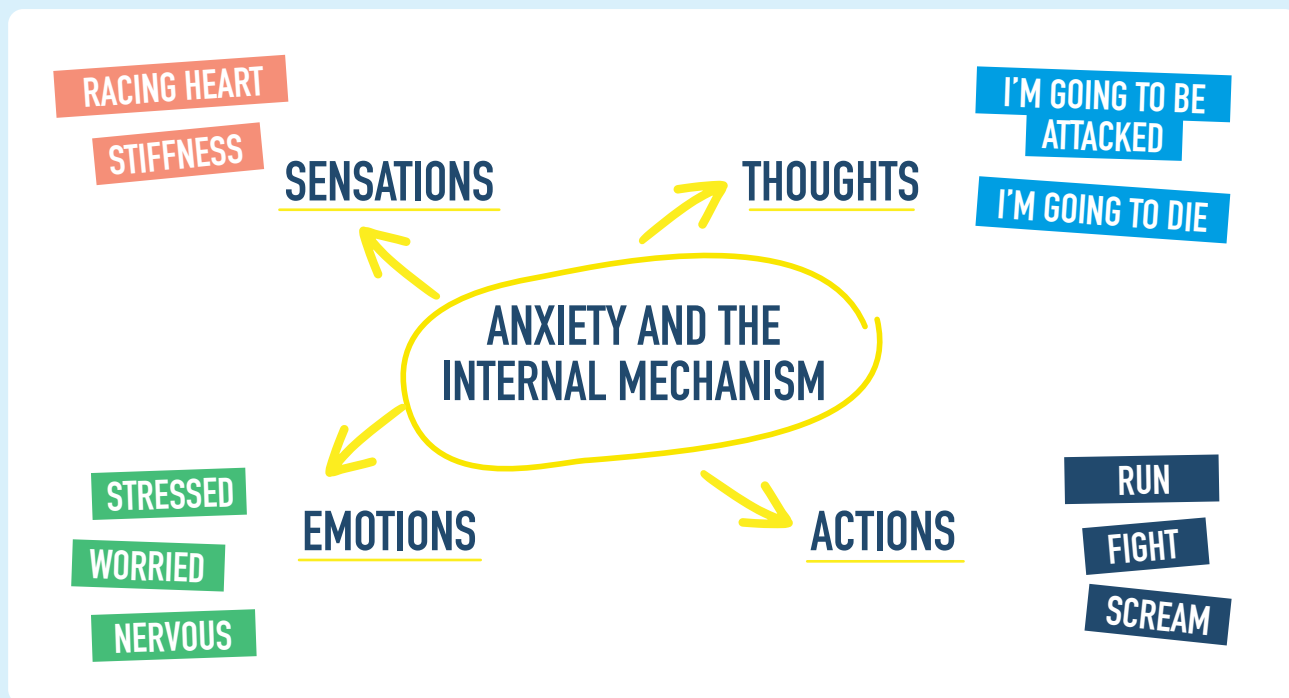 RACING HEART
STIFFNESS
SENSATIONS
THOUGHTS
I'M GOING TO BE
ATTACKED
I'M GOING TO DIE
ANXIETY AND THE
INTERNAL MECHANISM
STRESSED
WORRIED
NERVOUS
EMOTIONS
ACTIONS
RUN
FIGHT
SCREAM